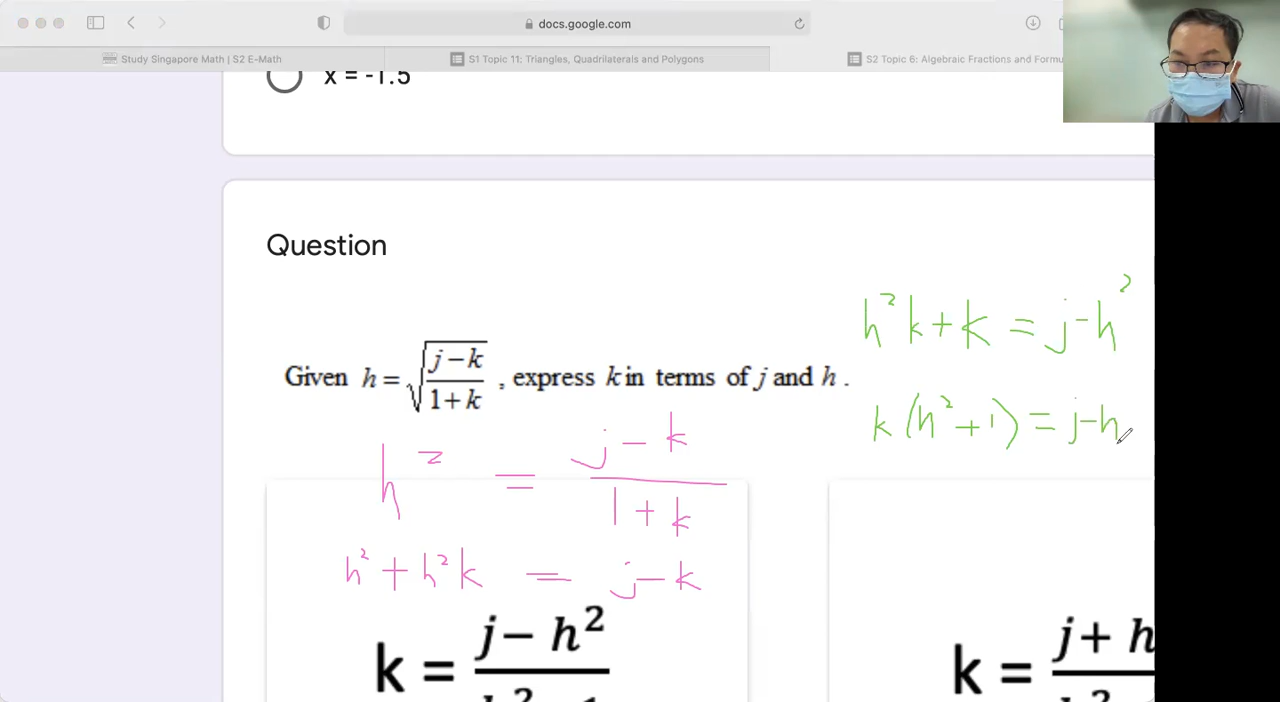 docs.google.com
Study Singapore Math | S2 E-Math
S1 Topic 11: Triangles, Quadrilaterals and Polygons
S2 Topic 6: Algebraic Fractions and Formu
x = -1.5
Question
Given h = √((j − k)/(1 + k)) , express k in terms of j and h .
h² = (j − k)/(1 + k)
h² + h²k = j − k
h²k + k = j − h²
k (h² + 1) = j − h
k = j − h²
k = j + h